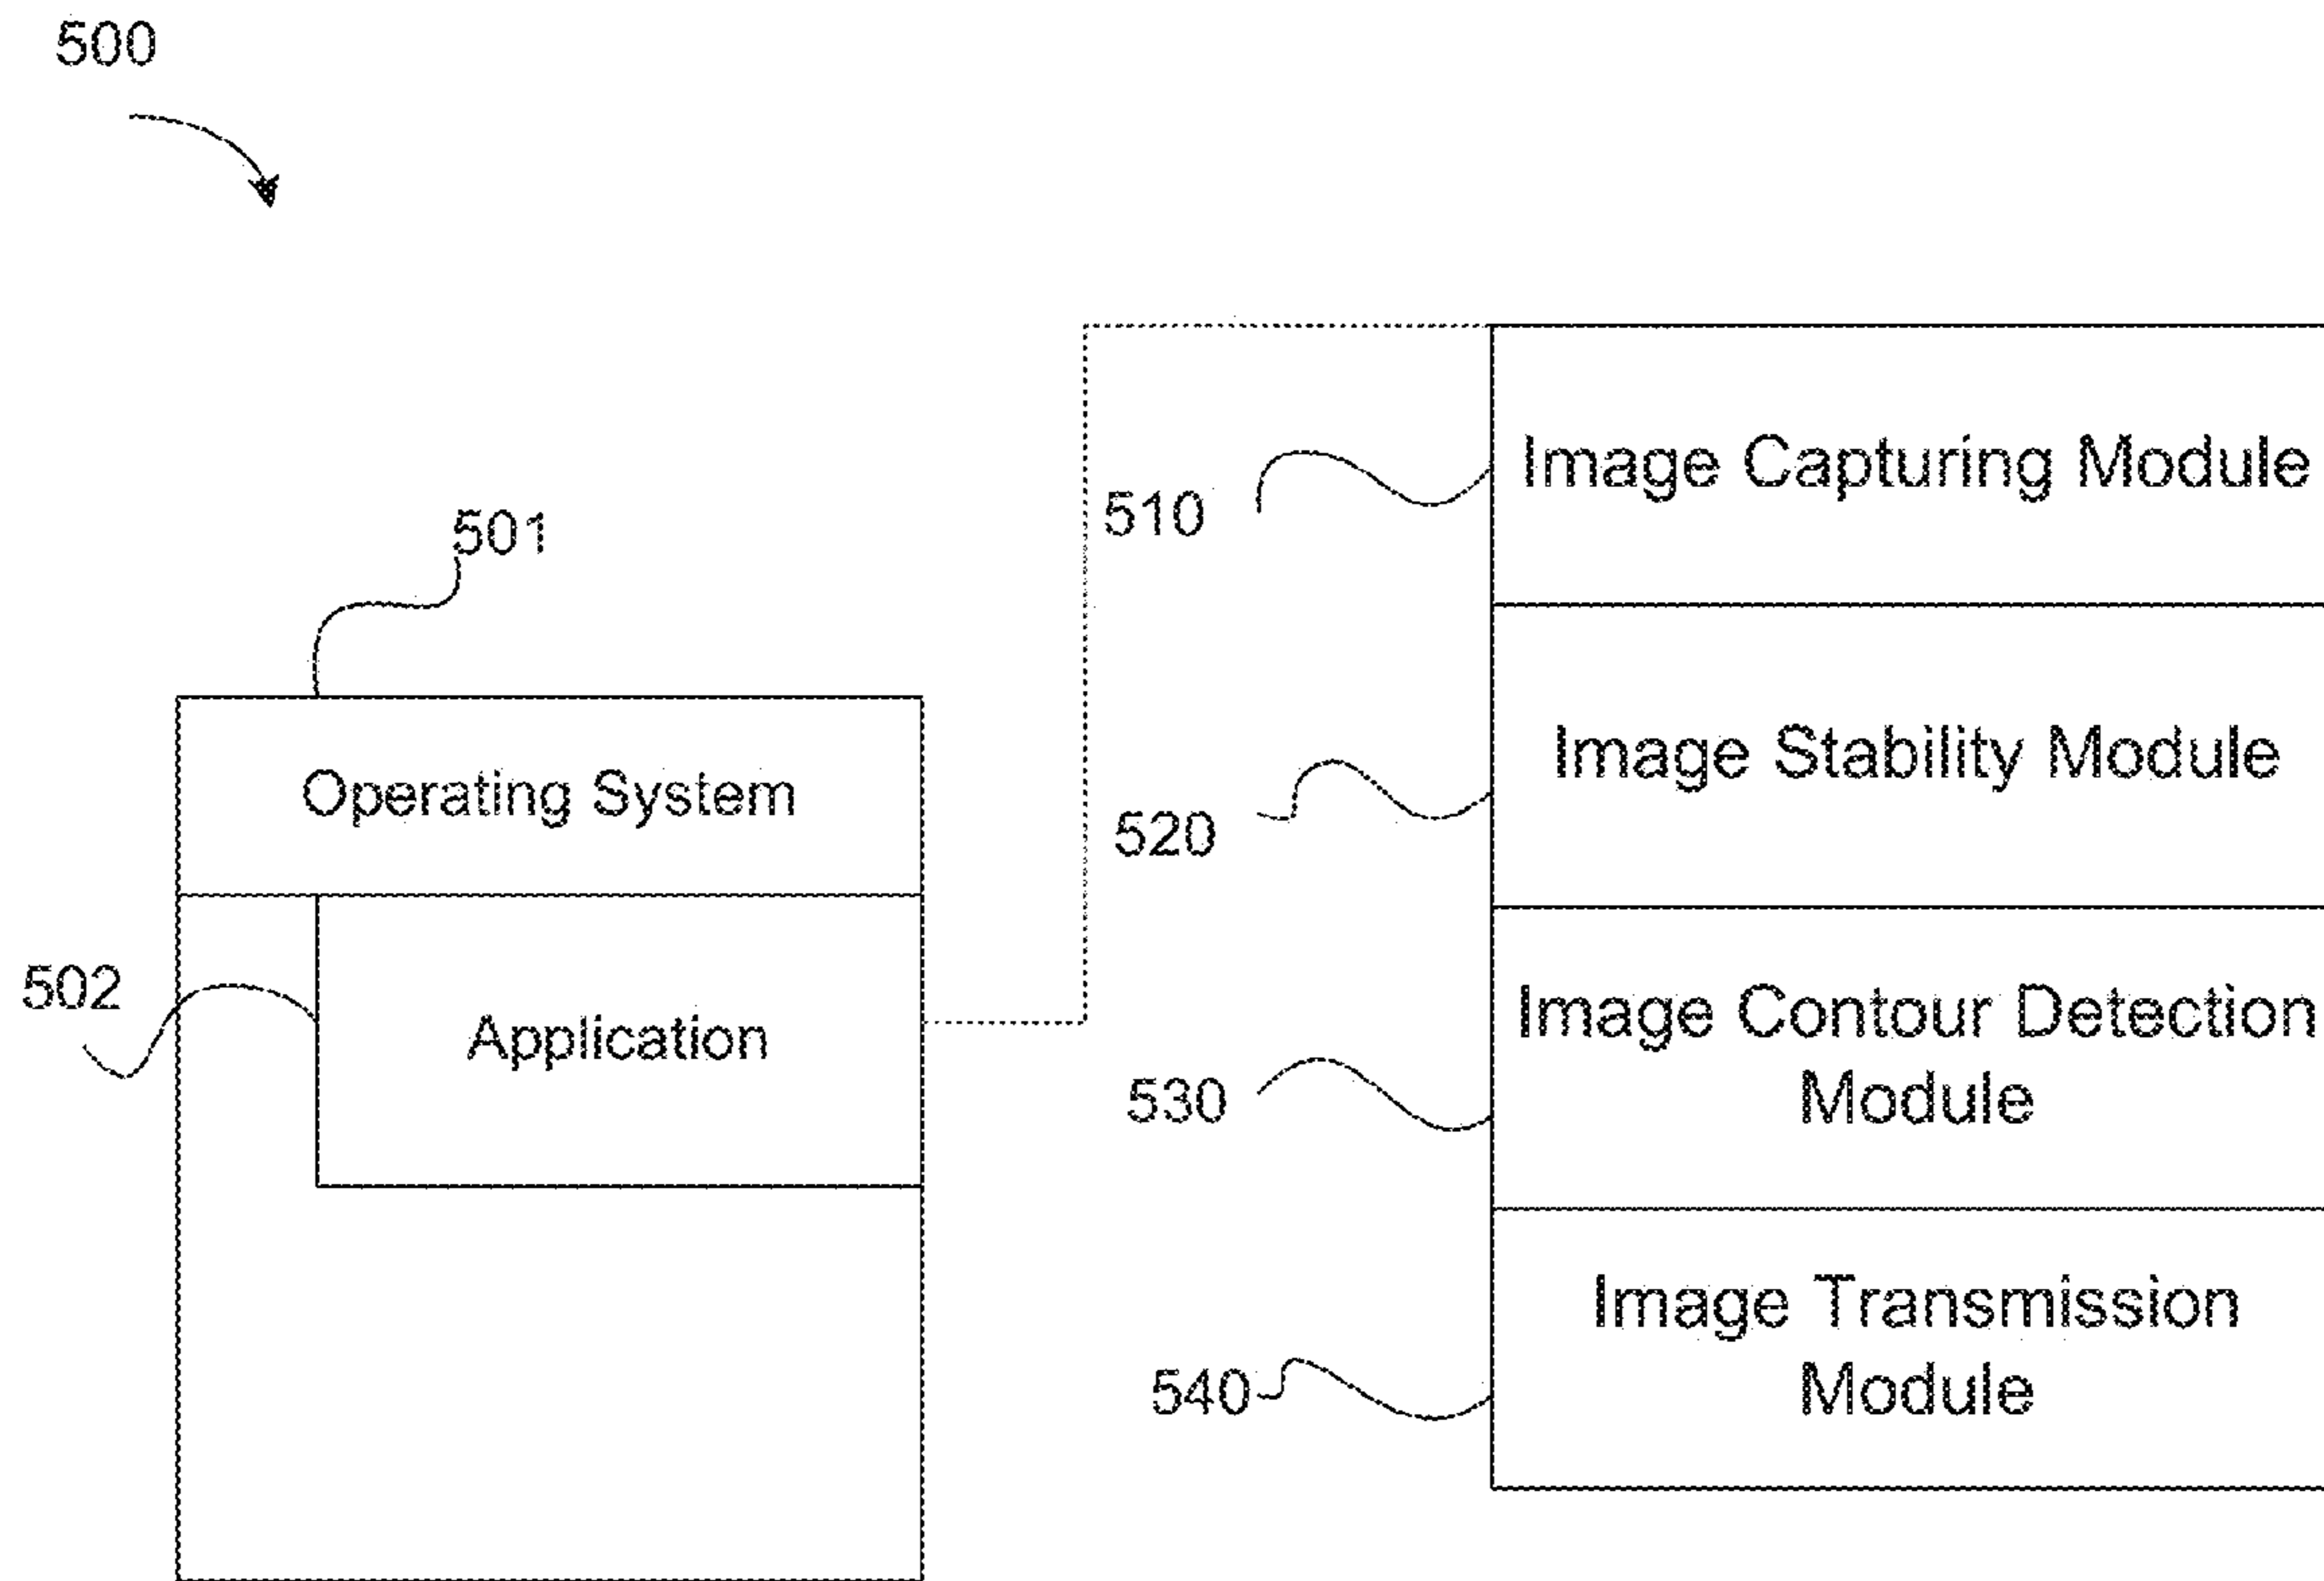 500
501
Operating System
502
Application
510
Image Capturing Module
520
Image Stability Module
530
Image Contour Detection
Module
540
Image Transmission
Module